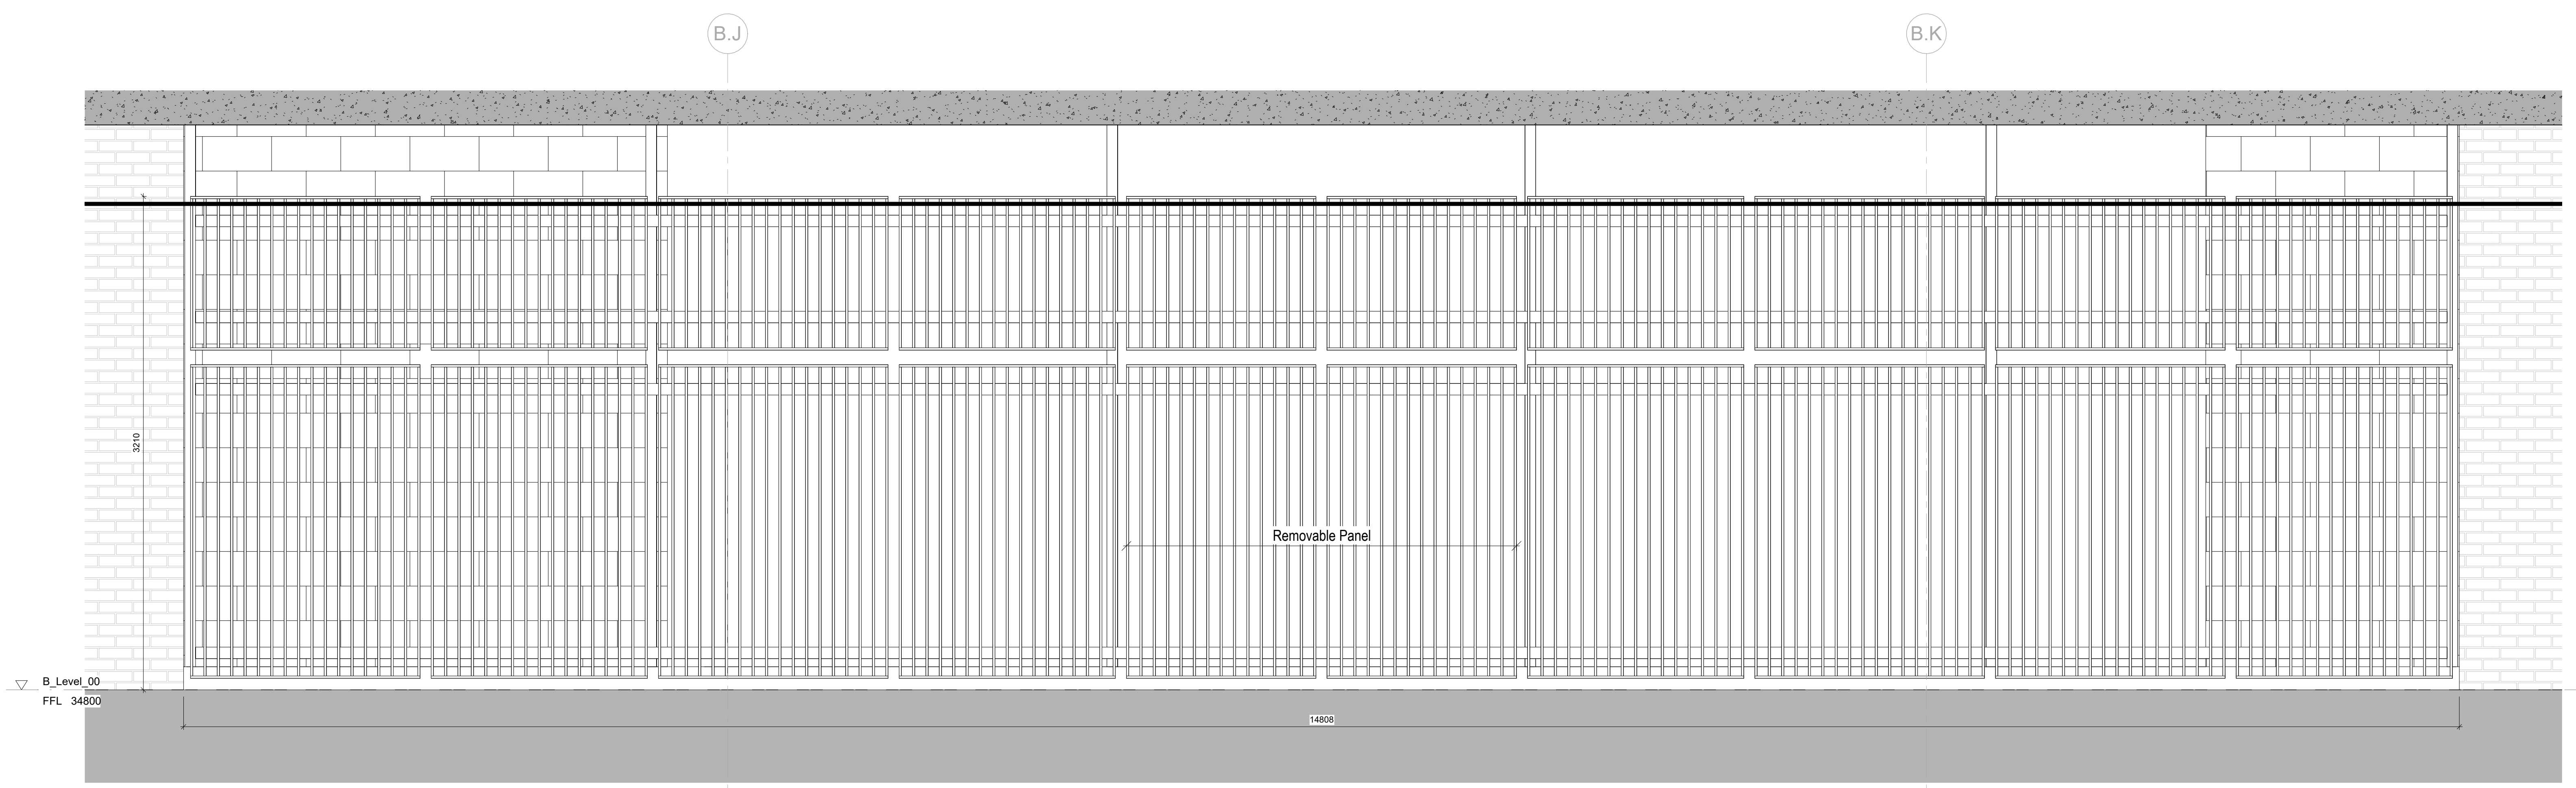 B.J
B.K
3210
Removable Panel
B_Level_00
FFL 34800
14808